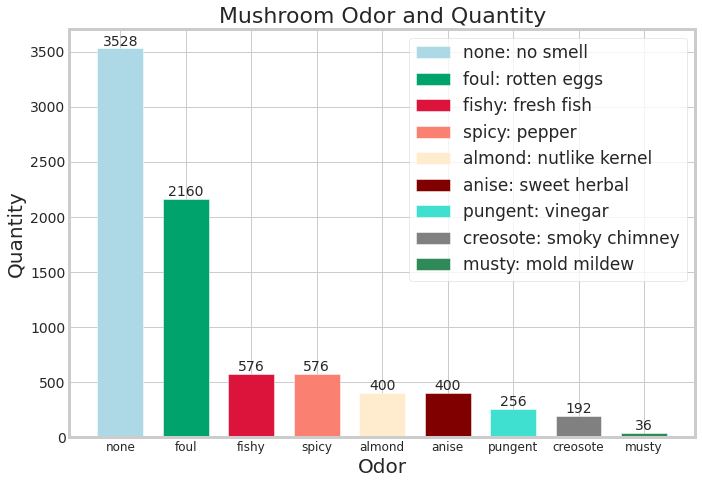 Mushroom Odor and Quantity
Quantity
3500
3000
2500
2000
1500
1000
500
0
3528
2160
576
576
400
400
256
192
36
none: no smell
foul: rotten eggs
fishy: fresh fish
spicy: pepper
almond: nutlike kernel
anise: sweet herbal
pungent: vinegar
creosote: smoky chimney
musty: mold mildew
none foul fishy spicy almond anise pungent creosote musty
Odor